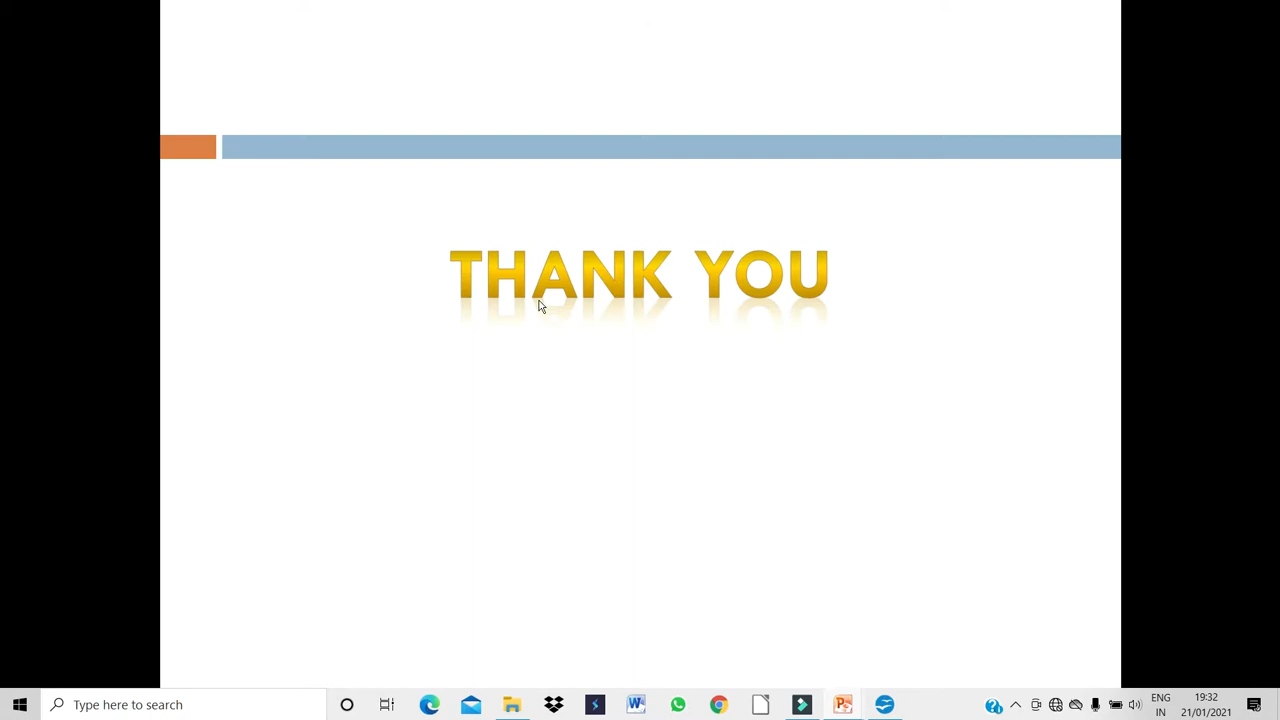 THANK YOU
Type here to search
ENG
IN
19:32
21/01/2021